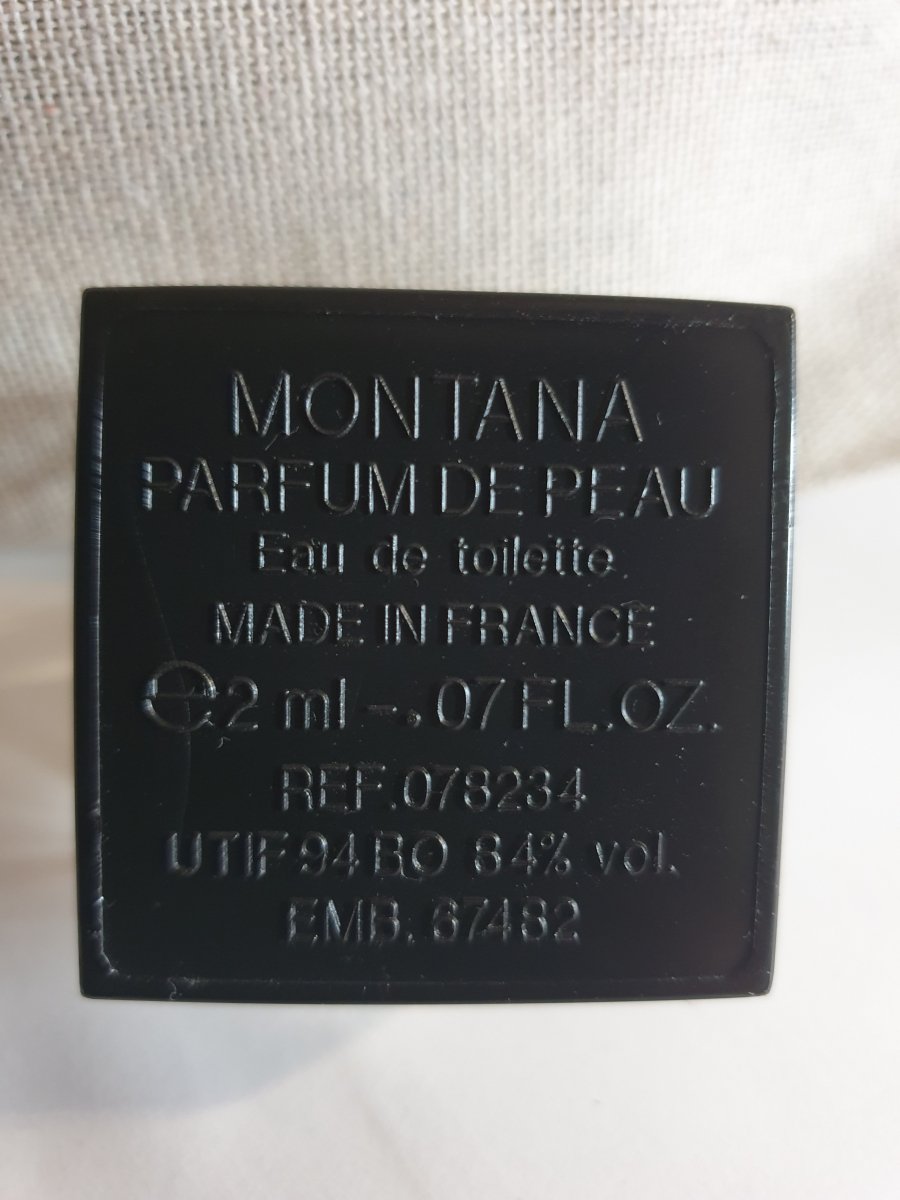 MONTANA
PARFUM DE PEAU
Eau de toilette
MADE IN FRANCE
℮ 2 ml - .07 FL.OZ.
REF.078234
UTIF 94 BO 84% vol.
EMB. 67482